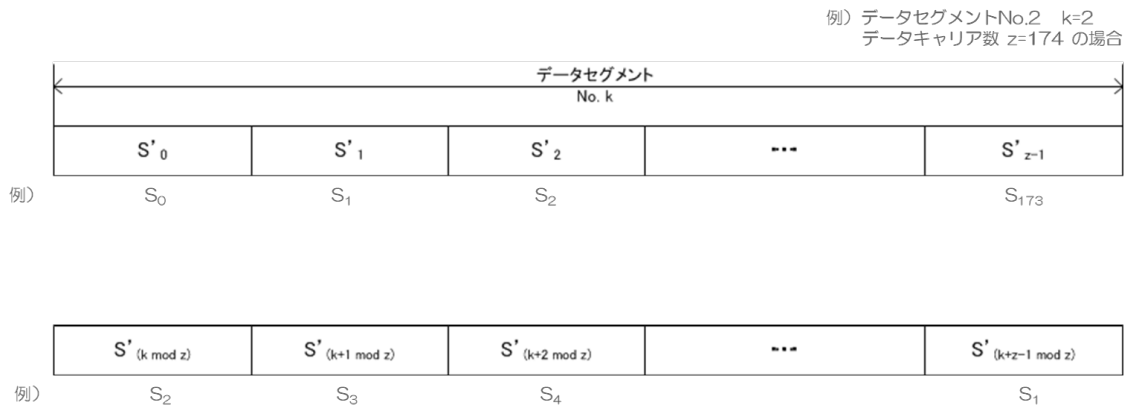 例）データセグメントNo.2　k=2
データキャリア数 z=174 の場合
データセグメント
No. k
S'₀ S'₁ S'₂ ・・・ S'z-1
例） S₀ S₁ S₂ S₁₇₃
S'(k mod z) S'(k+1 mod z) S'(k+2 mod z) ・・・ S'(k+z-1 mod z)
例） S₂ S₃ S₄ S₁